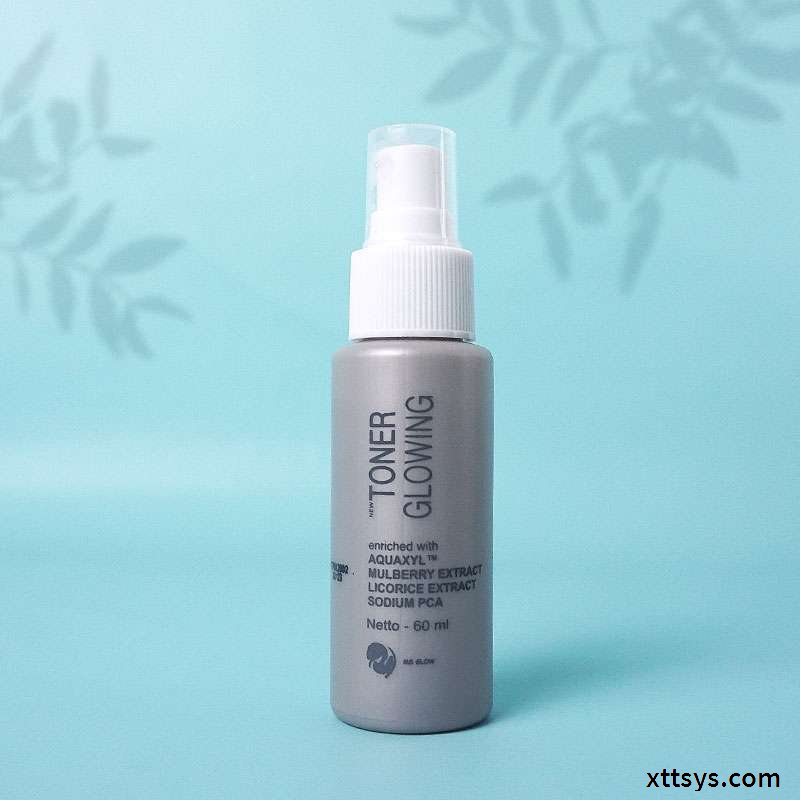 NEW TONER
GLOWING
enriched with
AQUAXYL™
MULBERRY EXTRACT
LICORICE EXTRACT
SODIUM PCA
Netto - 60 ml
MS GLOW
xttsys.com